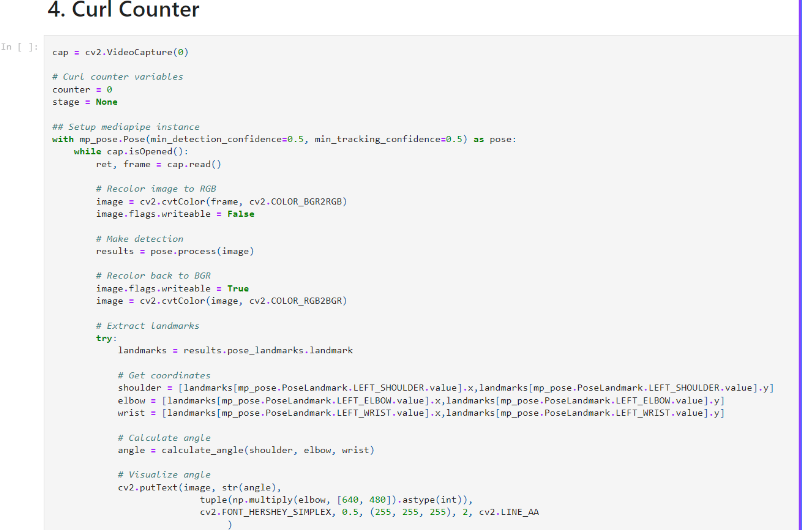 4. Curl Counter
In [ ]:
cap = cv2.VideoCapture(0)
# Curl counter variables
counter = 0
stage = None
## Setup mediapipe instance
with mp_pose.Pose(min_detection_confidence=0.5, min_tracking_confidence=0.5) as pose:
    while cap.isOpened():
        ret, frame = cap.read()
        # Recolor image to RGB
        image = cv2.cvtColor(frame, cv2.COLOR_BGR2RGB)
        image.flags.writeable = False
        # Make detection
        results = pose.process(image)
        # Recolor back to BGR
        image.flags.writeable = True
        image = cv2.cvtColor(image, cv2.COLOR_RGB2BGR)
        # Extract landmarks
        try:
            landmarks = results.pose_landmarks.landmark
            # Get coordinates
            shoulder = [landmarks[mp_pose.PoseLandmark.LEFT_SHOULDER.value].x,landmarks[mp_pose.PoseLandmark.LEFT_SHOULDER.value].y]
            elbow = [landmarks[mp_pose.PoseLandmark.LEFT_ELBOW.value].x,landmarks[mp_pose.PoseLandmark.LEFT_ELBOW.value].y]
            wrist = [landmarks[mp_pose.PoseLandmark.LEFT_WRIST.value].x,landmarks[mp_pose.PoseLandmark.LEFT_WRIST.value].y]
            # Calculate angle
            angle = calculate_angle(shoulder, elbow, wrist)
            # Visualize angle
            cv2.putText(image, str(angle),
                           tuple(np.multiply(elbow, [640, 480]).astype(int)),
                           cv2.FONT_HERSHEY_SIMPLEX, 0.5, (255, 255, 255), 2, cv2.LINE_AA
                                )